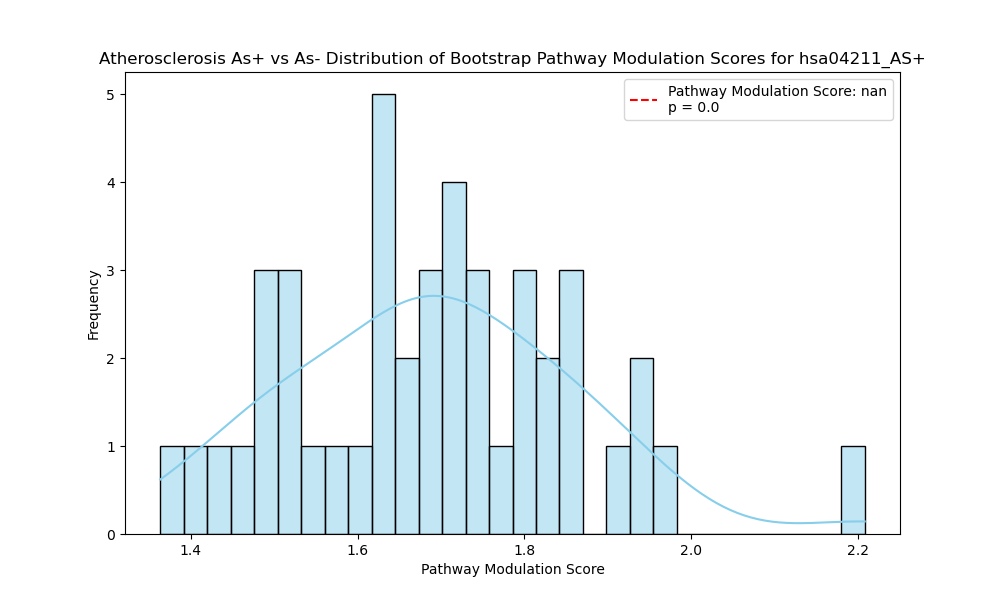 Atherosclerosis As+ vs As- Distribution of Bootstrap Pathway Modulation Scores for hsa04211_AS+
Pathway Modulation Score: nan
p = 0.0
5
4
3
2
1
0
Frequency
1.4 1.6 1.8 2.0 2.2
Pathway Modulation Score